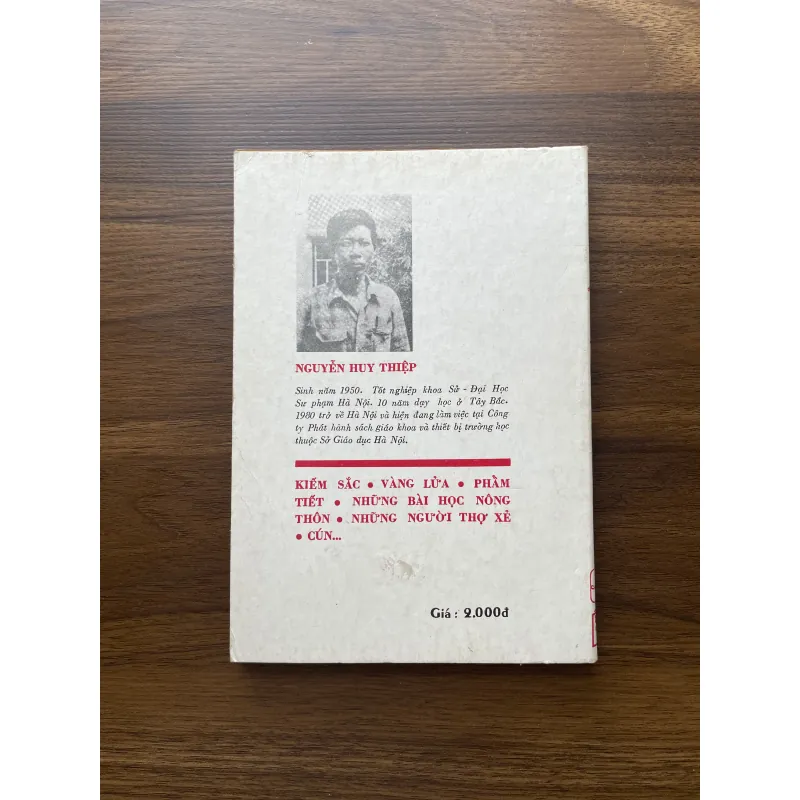 NGUYỄN HUY THIỆP
Sinh năm 1950. Tốt nghiệp khoa Sử - Đại Học
Sư phạm Hà Nội. 10 năm dạy học ở Tây Bắc.
1980 trở về Hà Nội và hiện đang làm việc tại Công
ty Phát hành sách giáo khoa và thiết bị trường học
thuộc Sở Giáo dục Hà Nội.
KIẾM SẮC • VÀNG LỬA • PHẨM
TIẾT • NHỮNG BÀI HỌC NÔNG
THÔN • NHỮNG NGƯỜI THỢ XẺ
• CÚN...
Giá : 2.000đ